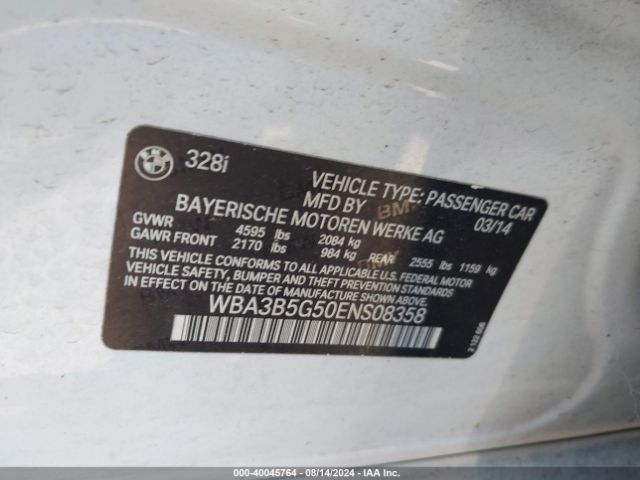 BMW 328i
VEHICLE TYPE: PASSENGER CAR
MFD BY 03/14
BAYERISCHE MOTOREN WERKE AG
GVWR 4595 lbs 2084 kg
GAWR FRONT 2170 lbs 984 kg REAR 2555 lbs 1159 kg
THIS VEHICLE CONFORMS TO ALL APPLICABLE U.S. FEDERAL MOTOR
VEHICLE SAFETY, BUMPER AND THEFT PREVENTION STANDARDS
IN EFFECT ON THE DATE OF MANUFACTURE SHOWN ABOVE.
WBA3B5G50ENS08358
000-40045764 - 08/14/2024 - IAA Inc.